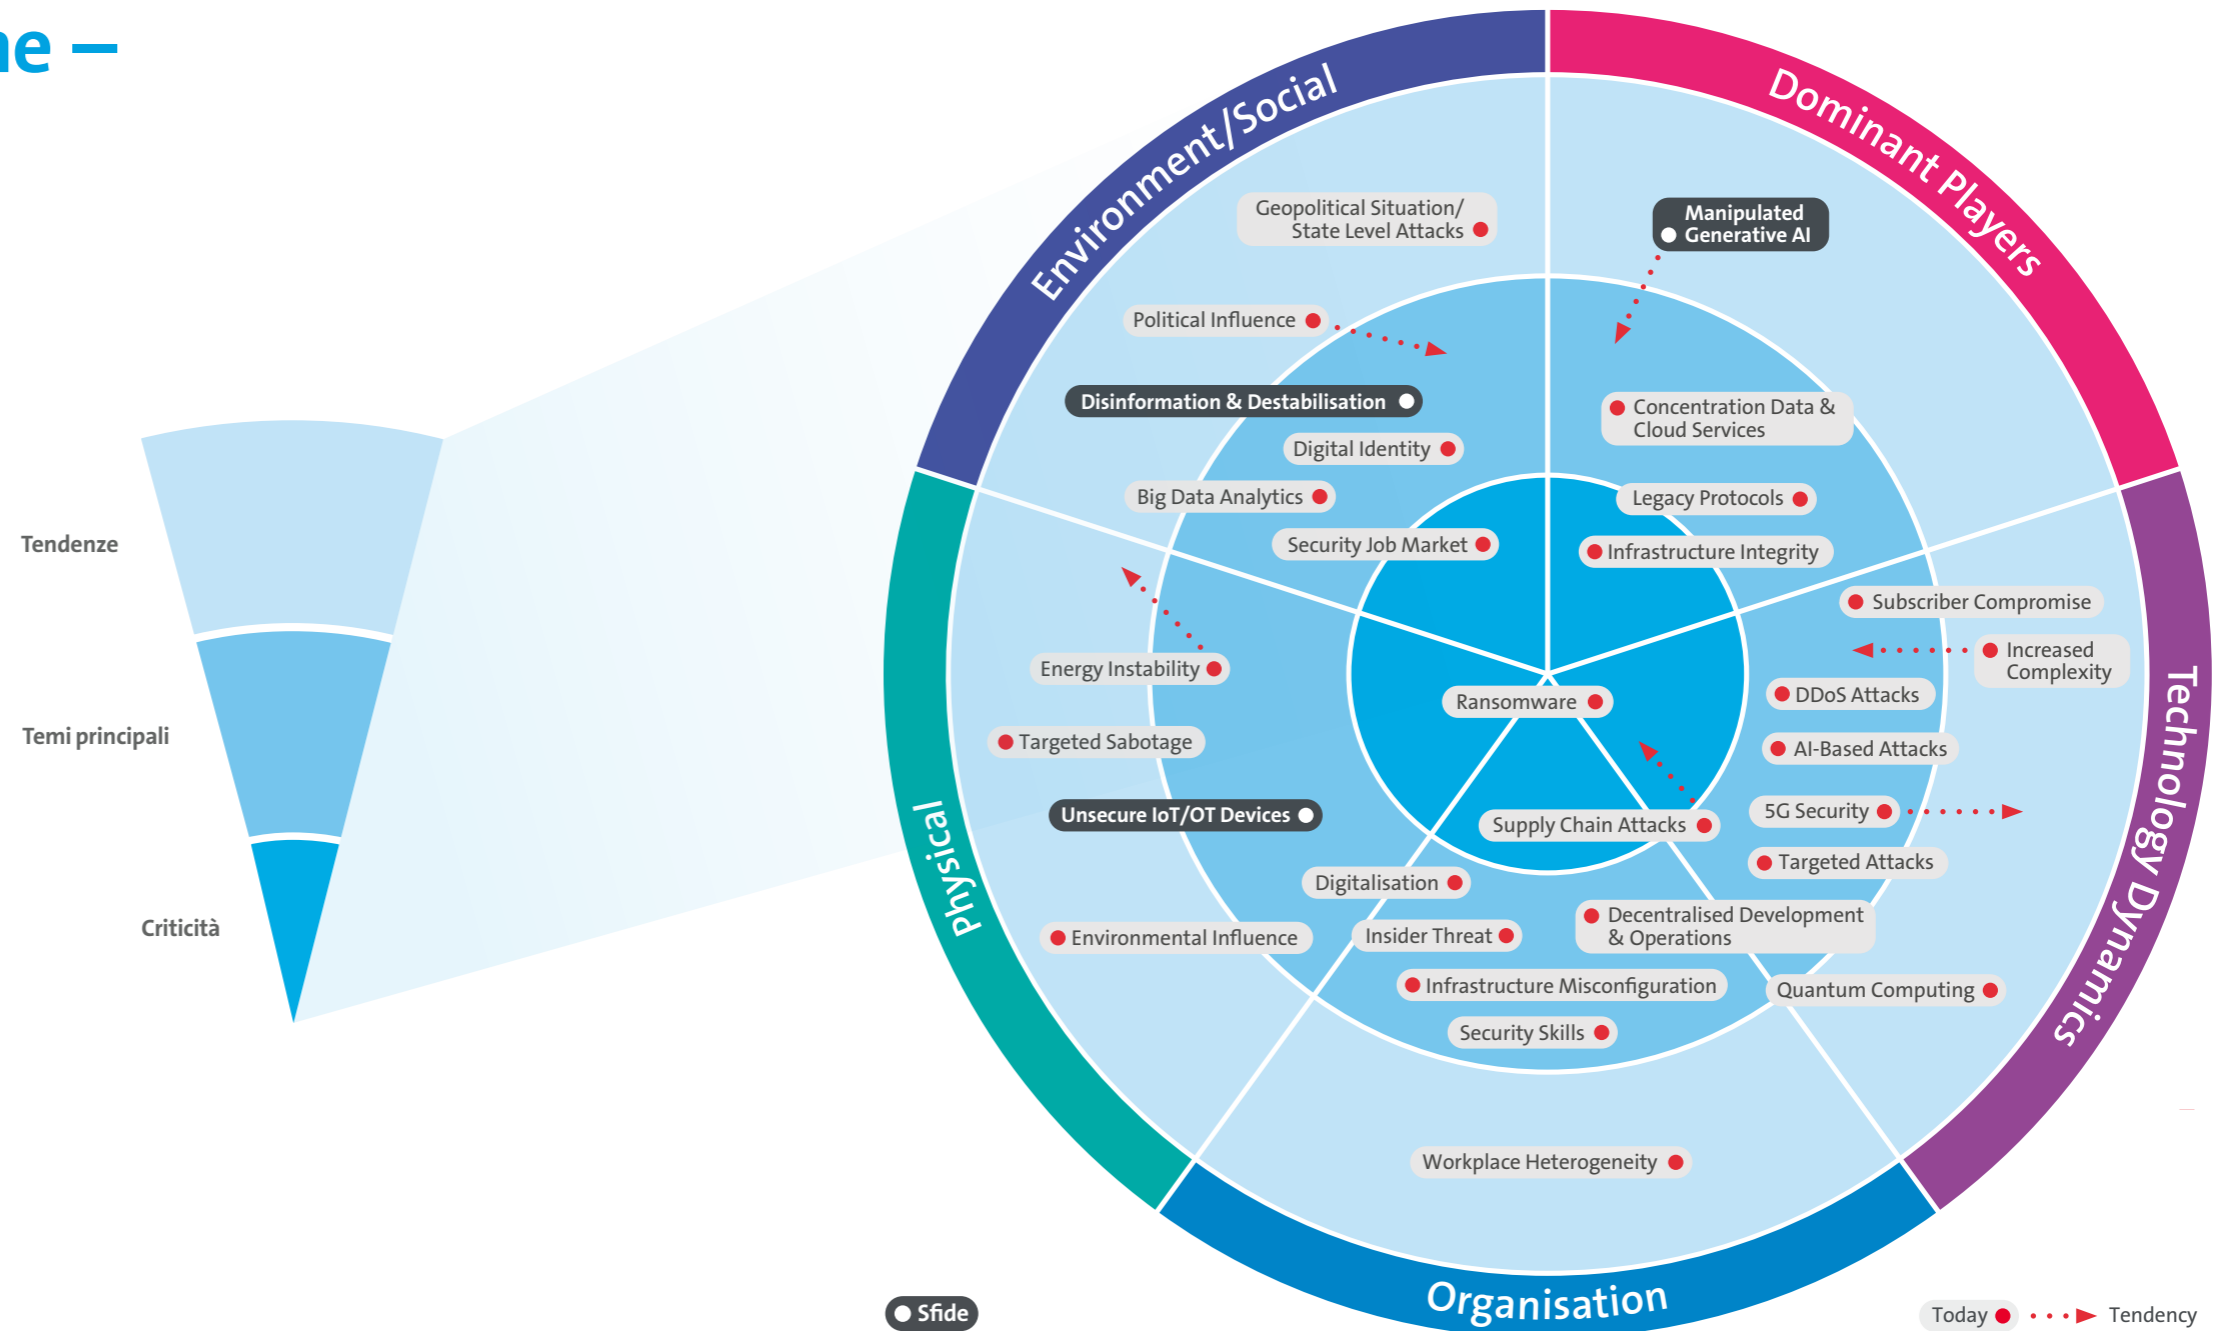 ne –
Tendenze
Temi principali
Criticità
Environment/Social
Dominant Players
Technology Dynamics
Organisation
Physical
Geopolitical Situation/
State Level Attacks
Political Influence
Disinformation & Destabilisation
Digital Identity
Big Data Analytics
Security Job Market
Manipulated
Generative AI
Concentration Data &
Cloud Services
Legacy Protocols
Infrastructure Integrity
Subscriber Compromise
Increased
Complexity
DDoS Attacks
AI-Based Attacks
5G Security
Targeted Attacks
Quantum Computing
Ransomware
Supply Chain Attacks
Energy Instability
Targeted Sabotage
Unsecure IoT/OT Devices
Environmental Influence
Digitalisation
Insider Threat
Decentralised Development
& Operations
Infrastructure Misconfiguration
Security Skills
Workplace Heterogeneity
Sfide
Today
Tendency